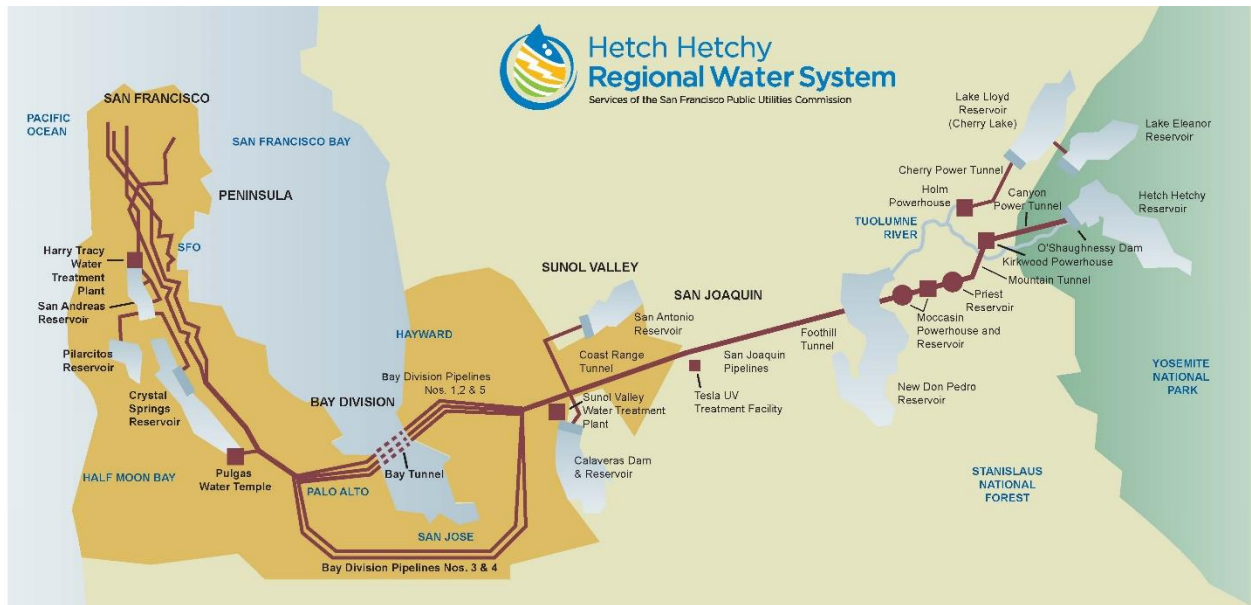 Hetch Hetchy
Regional Water System
Services of the San Francisco Public Utilities Commission
SAN FRANCISCO
PACIFIC
OCEAN
SAN FRANCISCO BAY
PENINSULA
SFO
Harry Tracy
Water
Treatment
Plant
San Andreas
Reservoir
Pilarcitos
Reservoir
Crystal
Springs
Reservoir
HALF MOON BAY
Pulgas
Water Temple
BAY DIVISION
PALO ALTO
Bay Tunnel
SAN JOSE
Bay Division Pipelines Nos. 3 & 4
HAYWARD
Bay Division Pipelines
Nos. 1,2 & 5
SUNOL VALLEY
San Antonio
Reservoir
Coast Range
Tunnel
Sunol Valley
Water Treatment
Plant
Calaveras Dam
& Reservoir
SAN JOAQUIN
San Joaquin
Pipelines
Tesla UV
Treatment Facility
Foothill
Tunnel
New Don Pedro
Reservoir
Moccasin
Powerhouse and
Reservoir
Priest
Reservoir
Mountain Tunnel
Kirkwood Powerhouse
O'Shaughnessy Dam
TUOLUMNE
RIVER
Holm
Powerhouse
Cherry Power Tunnel
Canyon
Power Tunnel
Lake Lloyd
Reservoir
(Cherry Lake)
Lake Eleanor
Reservoir
Hetch Hetchy
Reservoir
YOSEMITE
NATIONAL
PARK
STANISLAUS
NATIONAL
FOREST